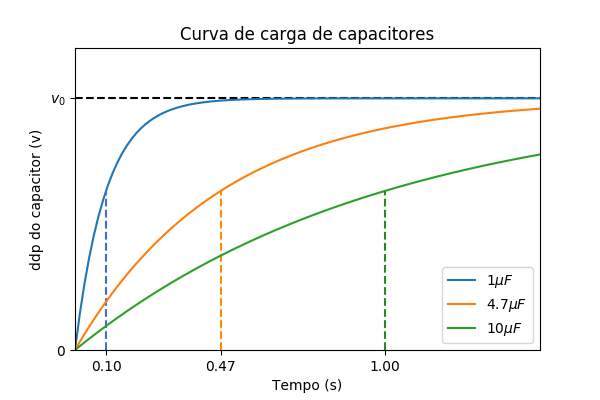 Curva de carga de capacitores
v₀
ddp do capacitor (v)
0
0.10 0.47 1.00
Tempo (s)
1μF
4.7μF
10μF